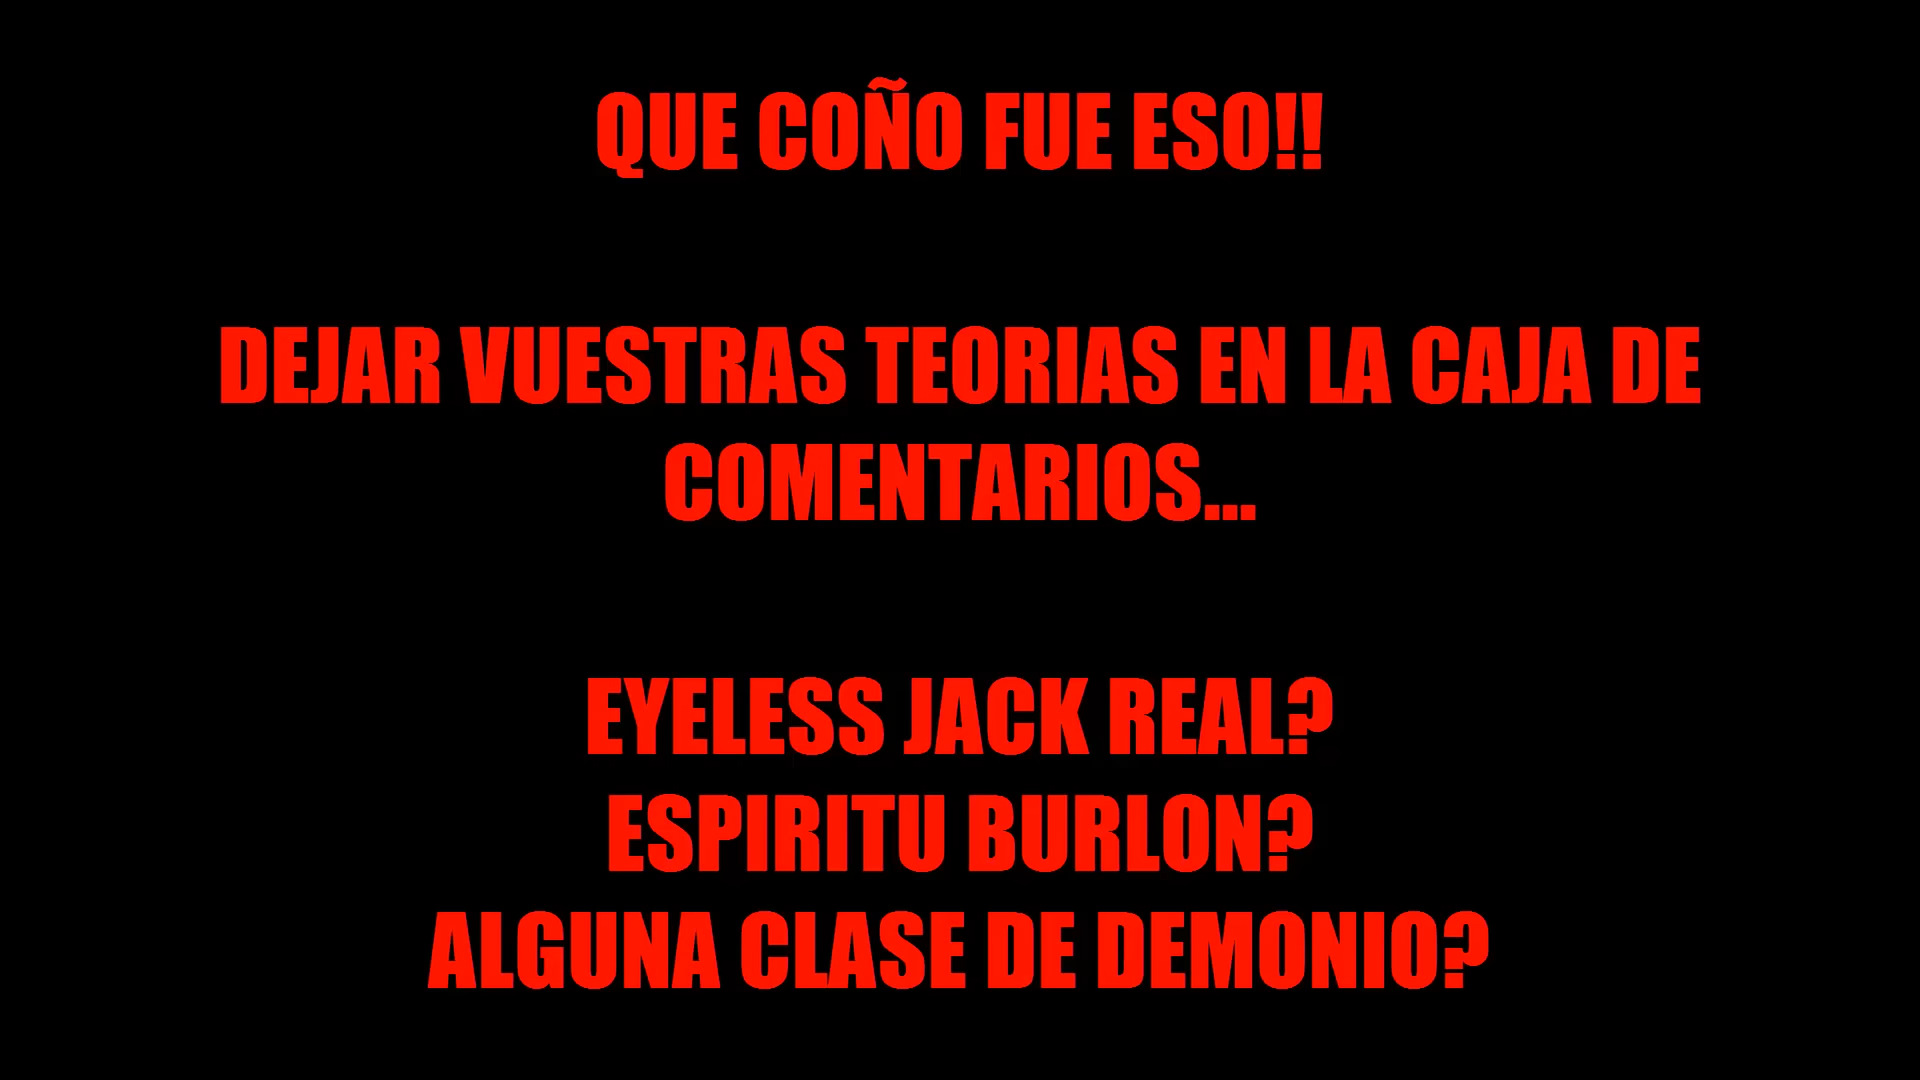 QUE COÑO FUE ESO!!
DEJAR VUESTRAS TEORIAS EN LA CAJA DE
COMENTARIOS...
EYELESS JACK REAL?
ESPIRITU BURLON?
ALGUNA CLASE DE DEMONIO?